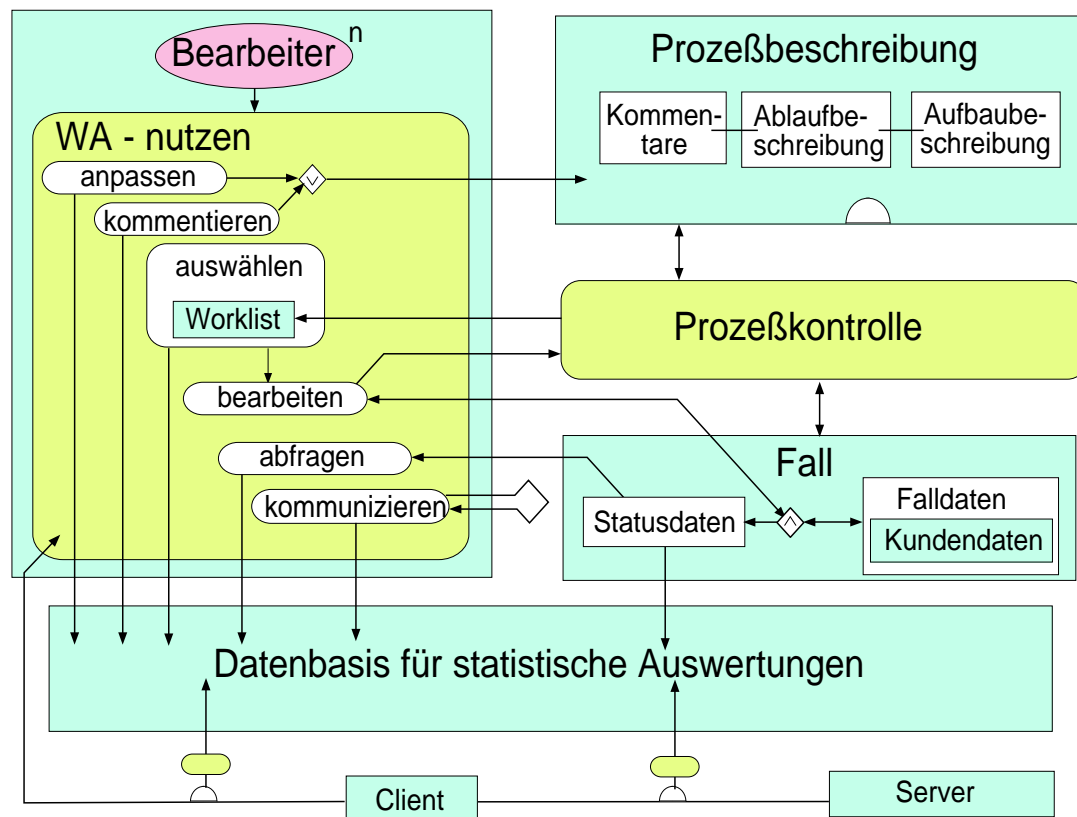 Bearbeiter n
WA - nutzen
anpassen
kommentieren
auswählen
Worklist
bearbeiten
abfragen
kommunizieren
Prozeßbeschreibung
Kommen-
tare
Ablaufbe-
schreibung
Aufbaube-
schreibung
Prozeßkontrolle
Fall
Statusdaten
Falldaten
Kundendaten
Datenbasis für statistische Auswertungen
Client
Server